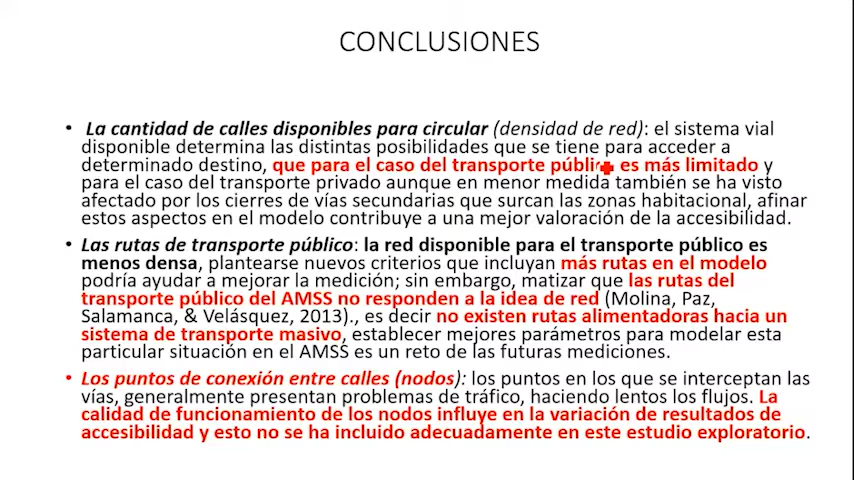 CONCLUSIONES
• La cantidad de calles disponibles para circular (densidad de red): el sistema vial
disponible determina las distintas posibilidades que se tiene para acceder a
determinado destino, que para el caso del transporte público es más limitado y
para el caso del transporte privado aunque en menor medida también se ha visto
afectado por los cierres de vías secundarias que surcan las zonas habitacional, afinar
estos aspectos en el modelo contribuye a una mejor valoración de la accesibilidad.
• Las rutas de transporte público: la red disponible para el transporte público es
menos densa, plantearse nuevos criterios que incluyan más rutas en el modelo
podría ayudar a mejorar la medición; sin embargo, matizar que las rutas del
transporte público del AMSS no responden a la idea de red (Molina, Paz,
Salamanca, & Velásquez, 2013)., es decir no existen rutas alimentadoras hacia un
sistema de transporte masivo, establecer mejores parámetros para modelar esta
particular situación en el AMSS es un reto de las futuras mediciones.
• Los puntos de conexión entre calles (nodos): los puntos en los que se interceptan las
vías, generalmente presentan problemas de tráfico, haciendo lentos los flujos. La
calidad de funcionamiento de los nodos influye en la variación de resultados de
accesibilidad y esto no se ha incluido adecuadamente en este estudio exploratorio.